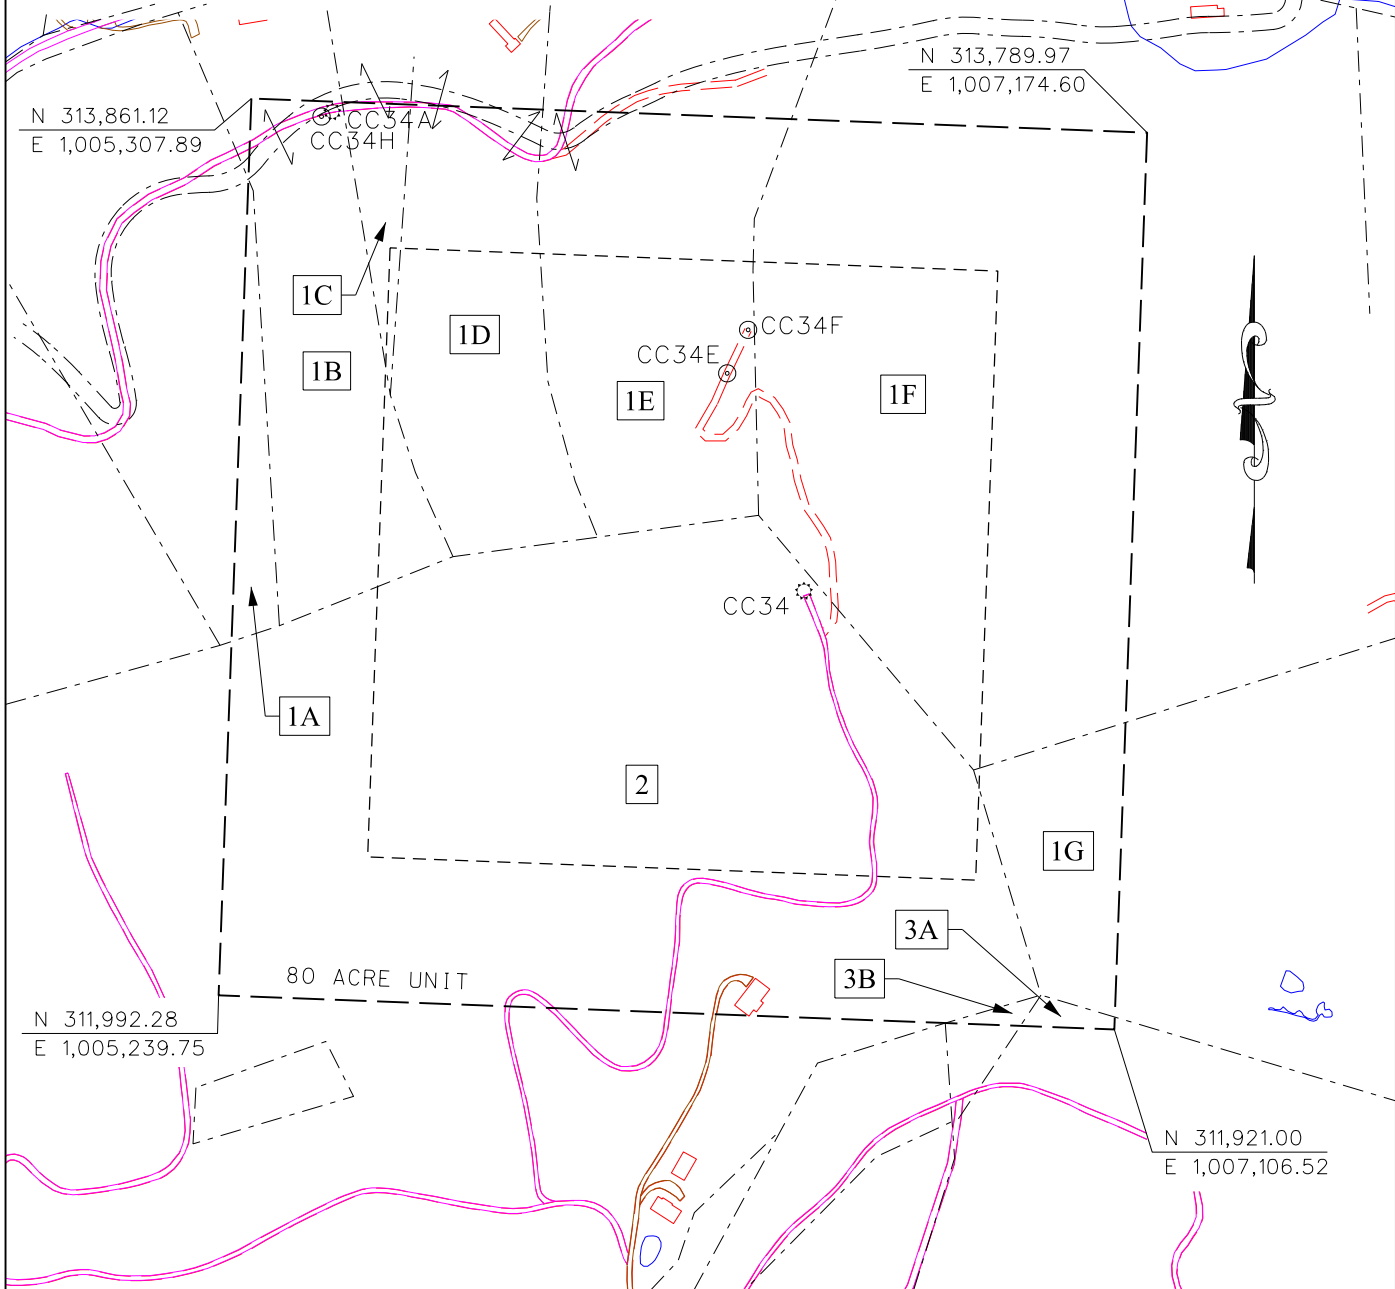 N 313,789.97
E 1,007,174.60
N 313,861.12
E 1,005,307.89
CC34A
CC34H
1C
1D
1B
CC34F
CC34E
1E
1F
CC34
1A
2
1G
3A
3B
80 ACRE UNIT
N 311,992.28
E 1,005,239.75
N 311,921.00
E 1,007,106.52